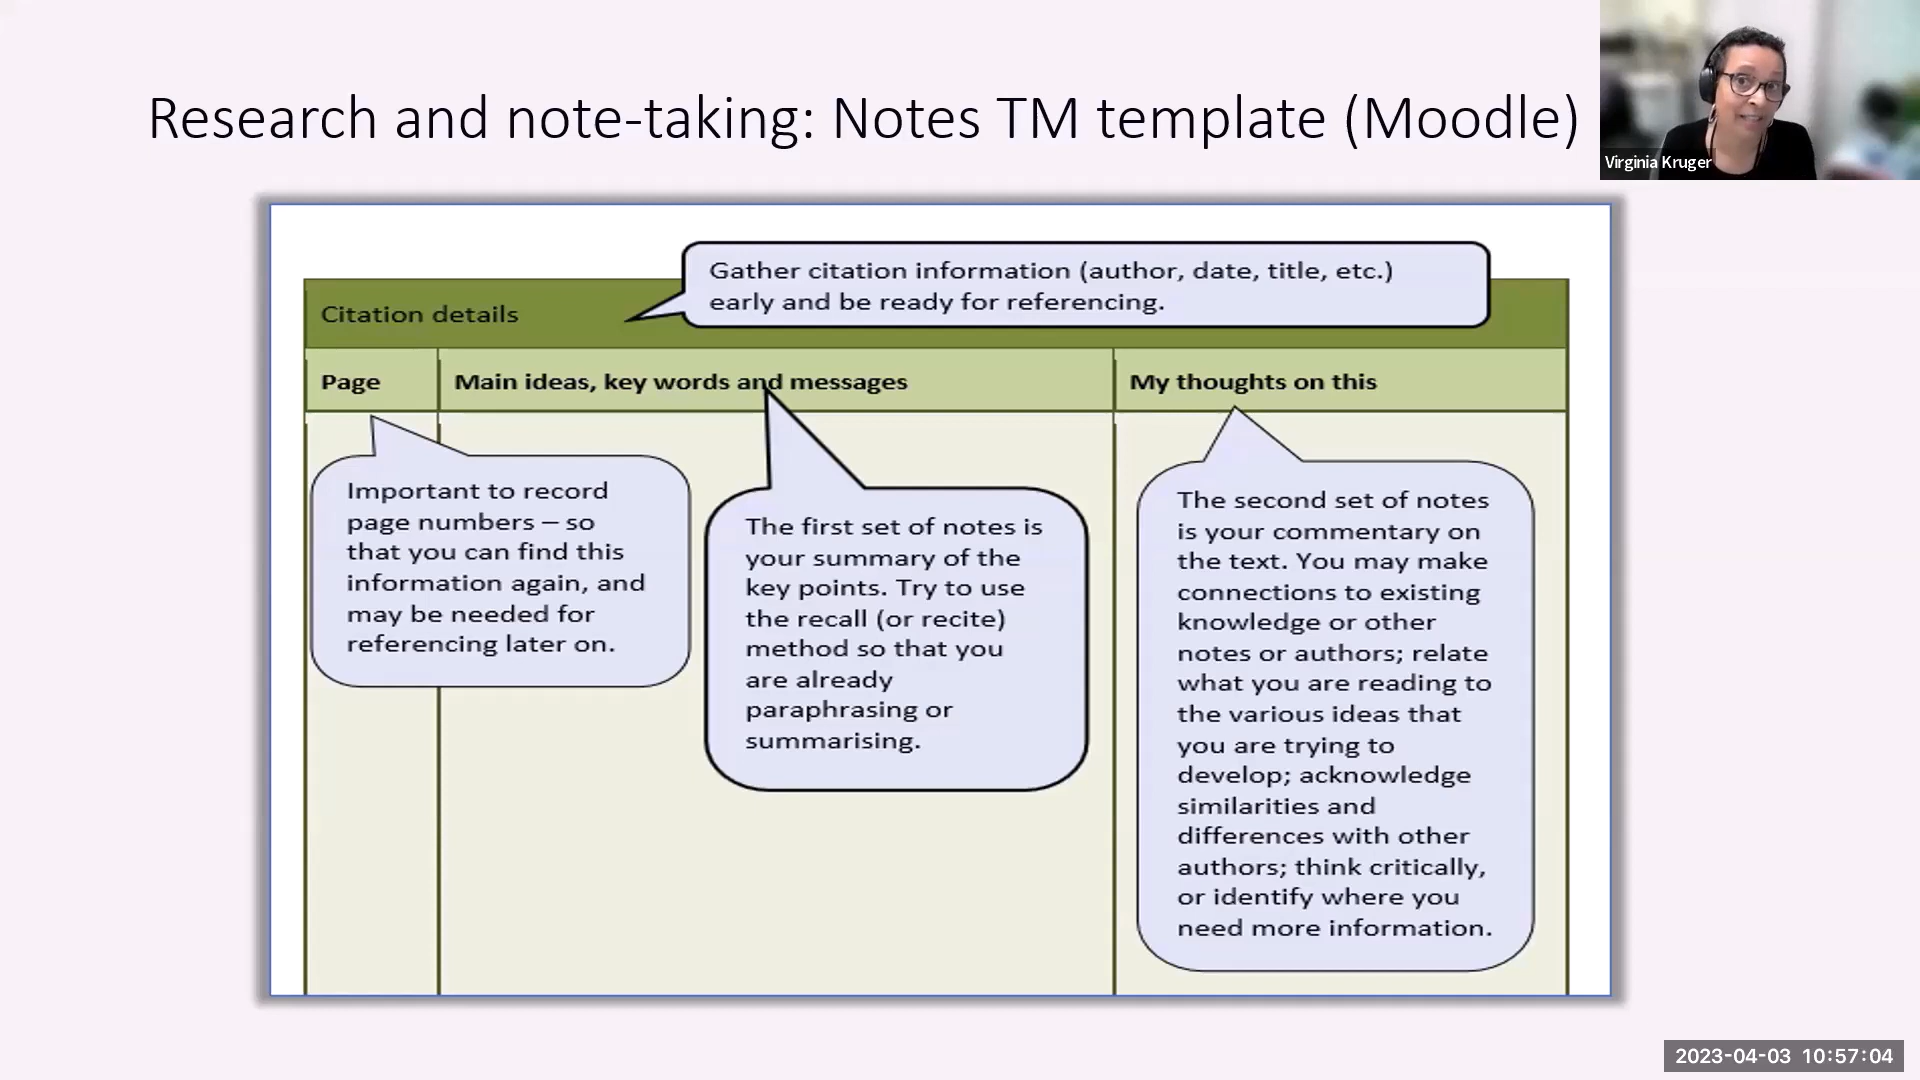 Research and note-taking: Notes TM template (Moodle)
Virginia Kruger
Gather citation information (author, date, title, etc.)
early and be ready for referencing.
Citation details
Page
Main ideas, key words and messages
My thoughts on this
Important to record
page numbers – so
that you can find this
information again, and
may be needed for
referencing later on.
The first set of notes is
your summary of the
key points. Try to use
the recall (or recite)
method so that you
are already
paraphrasing or
summarising.
The second set of notes
is your commentary on
the text. You may make
connections to existing
knowledge or other
notes or authors; relate
what you are reading to
the various ideas that
you are trying to
develop; acknowledge
similarities and
differences with other
authors; think critically,
or identify where you
need more information.
2023-04-03 10:57:04